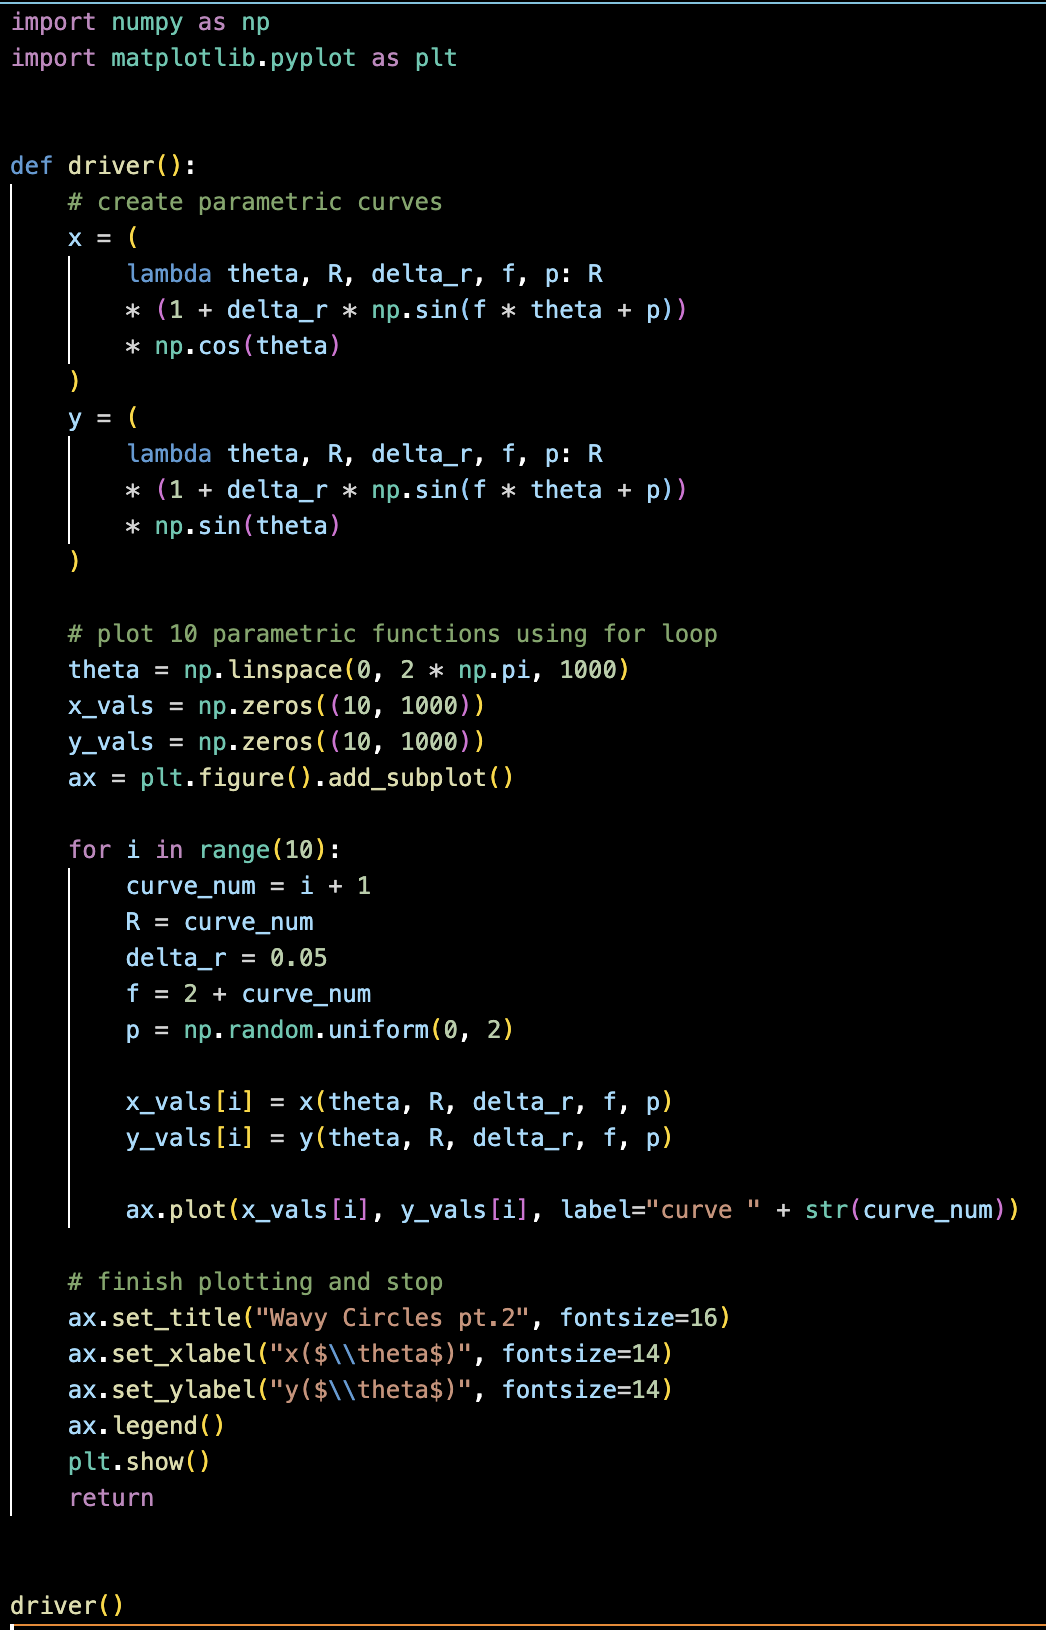 import numpy as np
import matplotlib.pyplot as plt
def driver():
    # create parametric curves
    x = (
        lambda theta, R, delta_r, f, p: R
        * (1 + delta_r * np.sin(f * theta + p))
        * np.cos(theta)
    )
    y = (
        lambda theta, R, delta_r, f, p: R
        * (1 + delta_r * np.sin(f * theta + p))
        * np.sin(theta)
    )
    # plot 10 parametric functions using for loop
    theta = np.linspace(0, 2 * np.pi, 1000)
    x_vals = np.zeros((10, 1000))
    y_vals = np.zeros((10, 1000))
    ax = plt.figure().add_subplot()
    for i in range(10):
        curve_num = i + 1
        R = curve_num
        delta_r = 0.05
        f = 2 + curve_num
        p = np.random.uniform(0, 2)
        x_vals[i] = x(theta, R, delta_r, f, p)
        y_vals[i] = y(theta, R, delta_r, f, p)
        ax.plot(x_vals[i], y_vals[i], label="curve " + str(curve_num))
    # finish plotting and stop
    ax.set_title("Wavy Circles pt.2", fontsize=16)
    ax.set_xlabel("x($\\theta$)", fontsize=14)
    ax.set_ylabel("y($\\theta$)", fontsize=14)
    ax.legend()
    plt.show()
    return
driver()